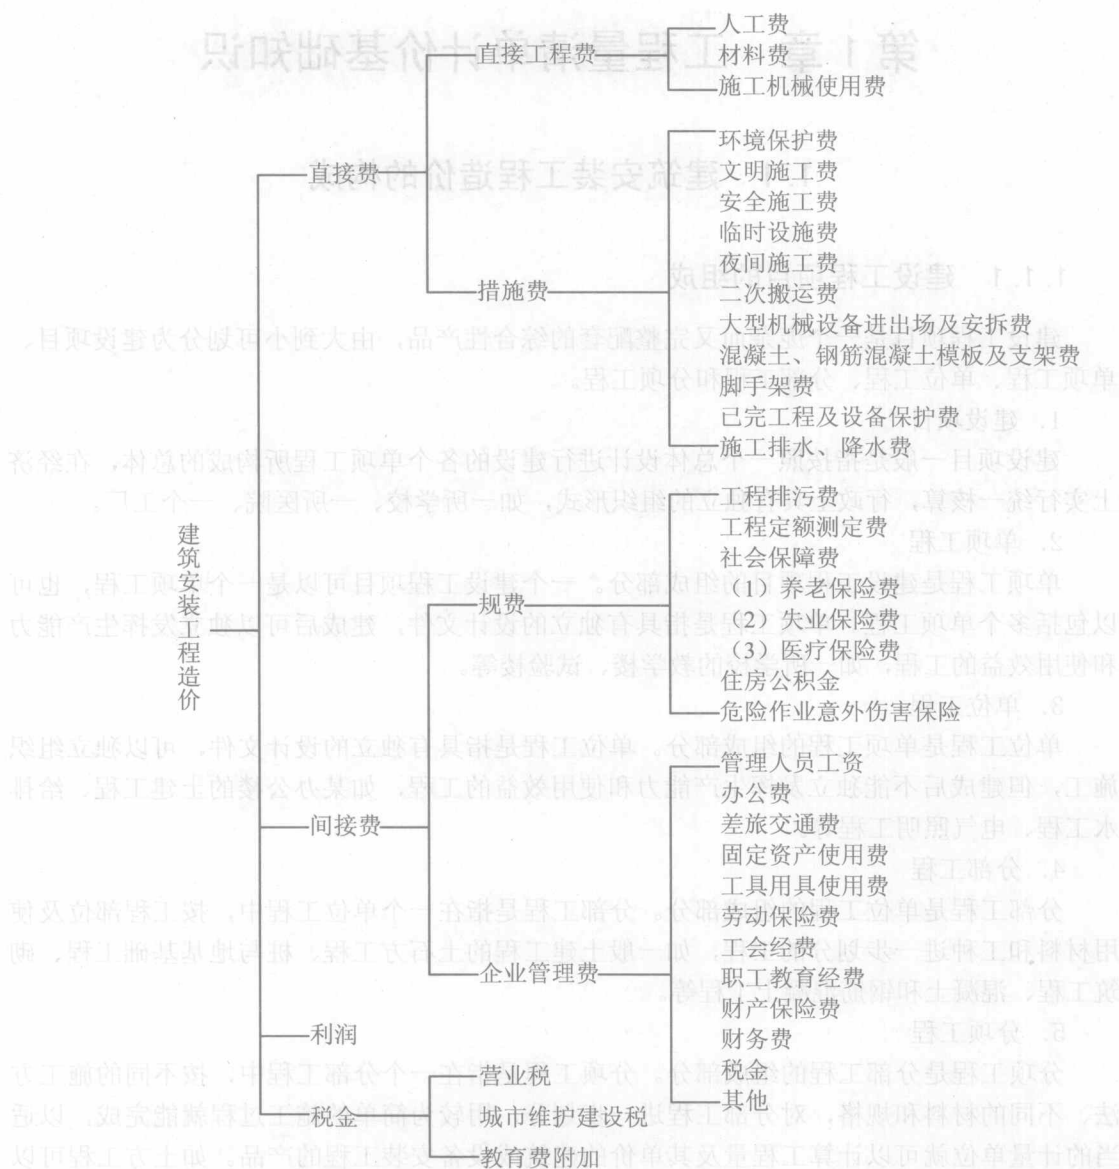 建筑安装工程造价
直接费
直接工程费
人工费
材料费
施工机械使用费
措施费
环境保护费
文明施工费
安全施工费
临时设施费
夜间施工费
二次搬运费
大型机械设备进出场及安拆费
混凝土、钢筋混凝土模板及支架费
脚手架费
已完工程及设备保护费
施工排水、降水费
间接费
规费
工程排污费
工程定额测定费
社会保障费
（1）养老保险费
（2）失业保险费
（3）医疗保险费
住房公积金
危险作业意外伤害保险
企业管理费
管理人员工资
办公费
差旅交通费
固定资产使用费
工具用具使用费
劳动保险费
工会经费
职工教育经费
财产保险费
财务费
税金
其他
利润
税金
营业税
城市维护建设税
教育费附加